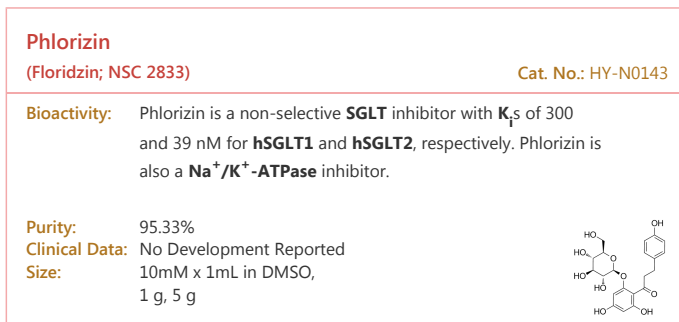 Phlorizin
(Floridzin; NSC 2833) Cat. No.: HY-N0143
Bioactivity: Phlorizin is a non-selective SGLT inhibitor with Kis of 300
and 39 nM for hSGLT1 and hSGLT2, respectively. Phlorizin is
also a Na+/K+-ATPase inhibitor.
Purity: 95.33%
Clinical Data: No Development Reported
Size: 10mM x 1mL in DMSO,
1 g, 5 g
OH
HO
HO
O
HO
O
HO
O
HO
OH